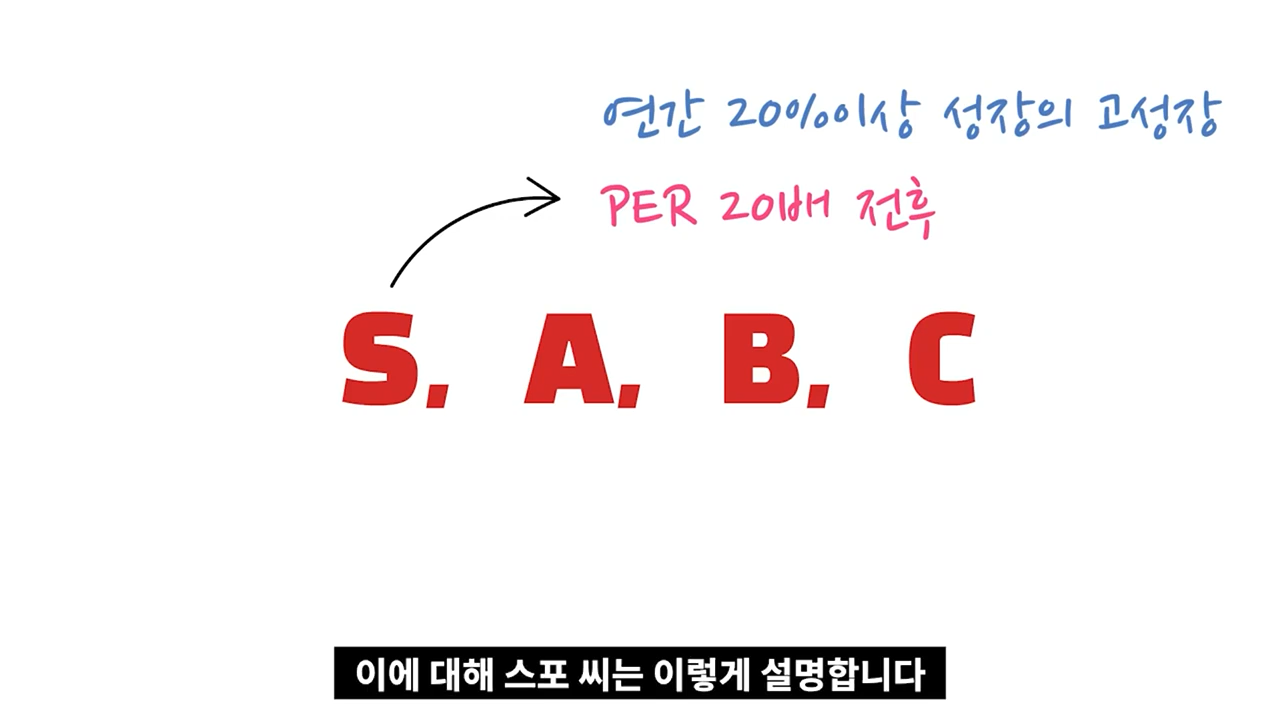 연간 20%이상 성장의 고성장
PER 20배 전후
S, A, B, C
이에 대해 스포 씨는 이렇게 설명합니다